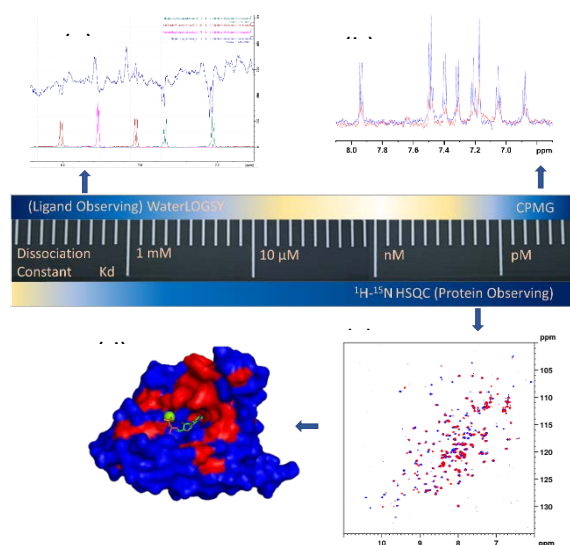 8.0 7.8 7.6 7.4 7.2 7.0 ppm
(Ligand Observing) WaterLOGSY
CPMG
Dissociation
Constant Kd
1 mM
10 µM
nM
pM
¹H-¹⁵N HSQC (Protein Observing)
ppm
105
110
115
120
125
130
10 9 8 7 ppm